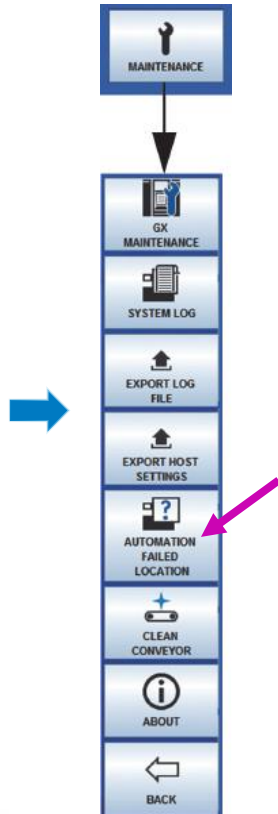 MAINTENANCE
GX
MAINTENANCE
SYSTEM LOG
EXPORT LOG
FILE
EXPORT HOST
SETTINGS
?
AUTOMATION
FAILED
LOCATION
CLEAN
CONVEYOR
i
ABOUT
BACK